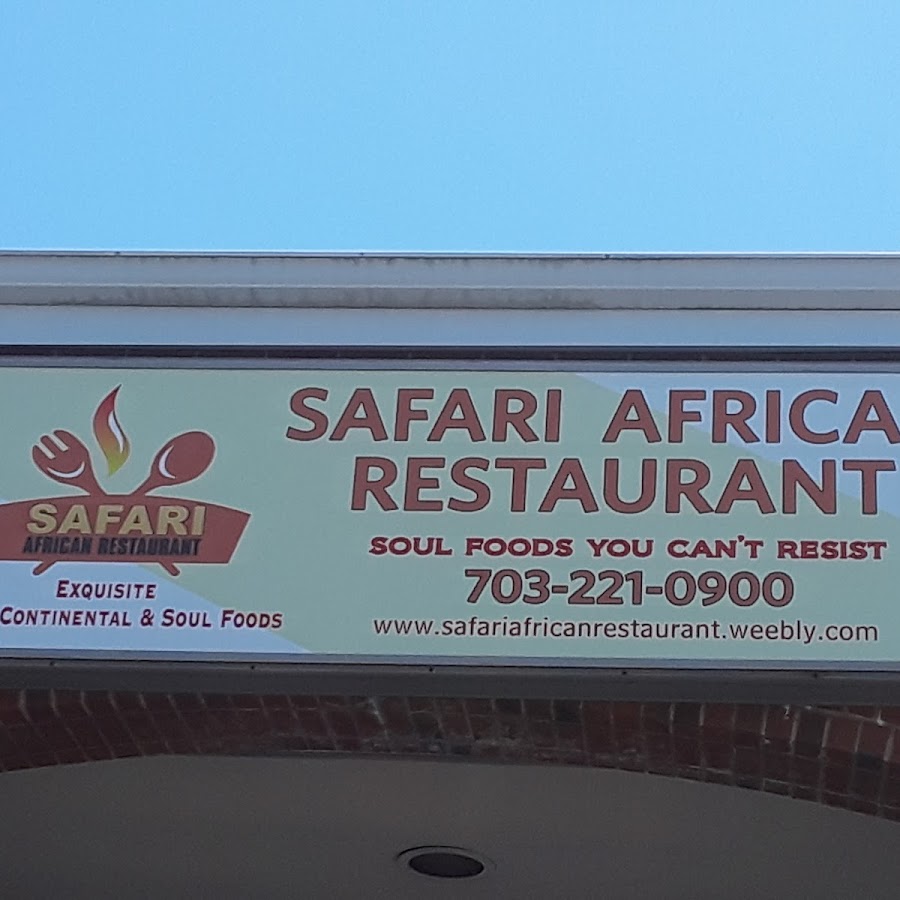 SAFARI
AFRICAN RESTAURANT
EXQUISITE
CONTINENTAL & SOUL FOODS
SAFARI AFRICA
RESTAURANT
SOUL FOODS YOU CAN'T RESIST
703-221-0900
www.safariafricanrestaurant.weebly.com